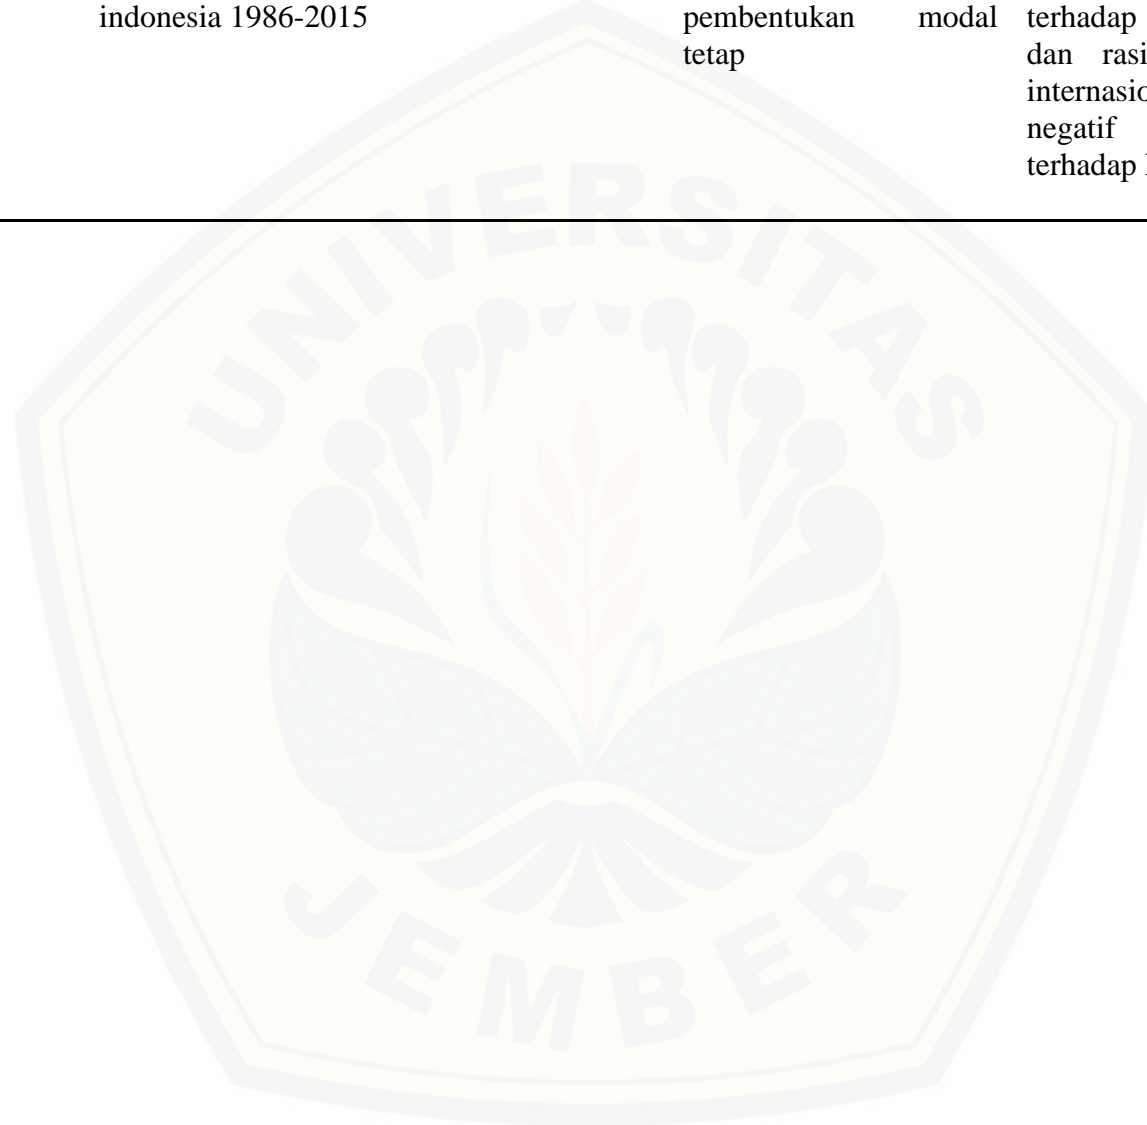 indonesia 1986-2015
pembentukan modal
tetap
terhadap
dan
negatif
terhadap
UNIVERSITAS
JEMBER